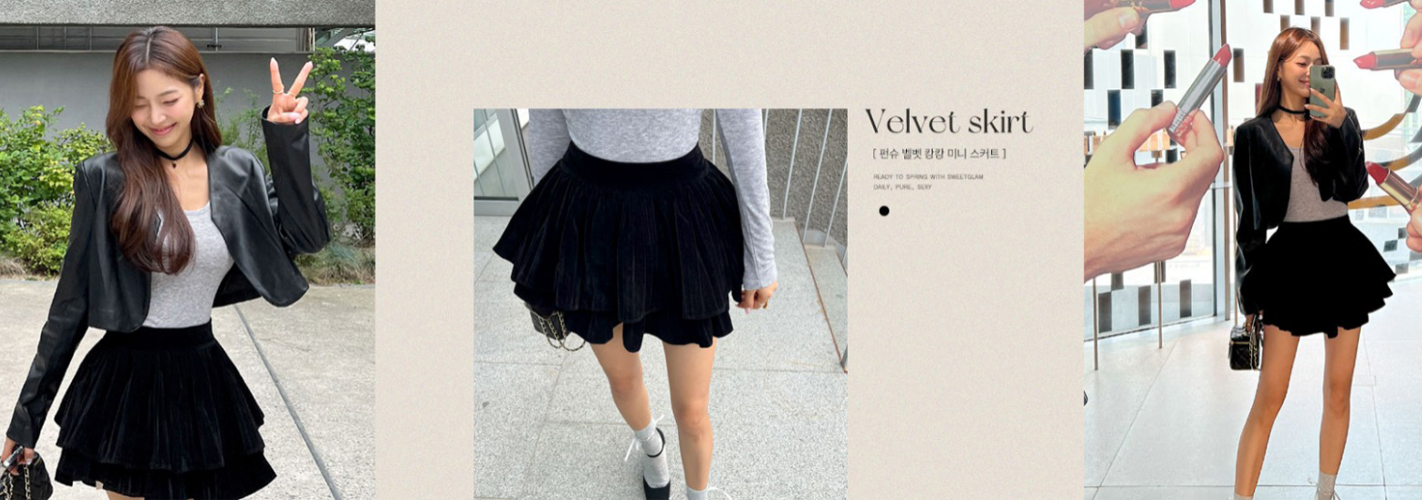 Velvet skirt
[ 펀슈 벨벳 캉캉 미니 스커트 ]
READY TO SPRING WITH SWEETGLAM
DAILY, PURE, SEXY